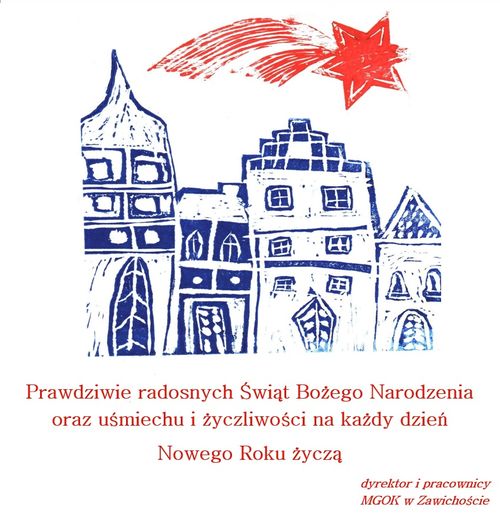 Prawdziwie radosnych Świąt Bożego Narodzenia
oraz uśmiechu i życzliwości na każdy dzień
Nowego Roku życzą
dyrektor i pracownicy
MGOK w Zawichoście